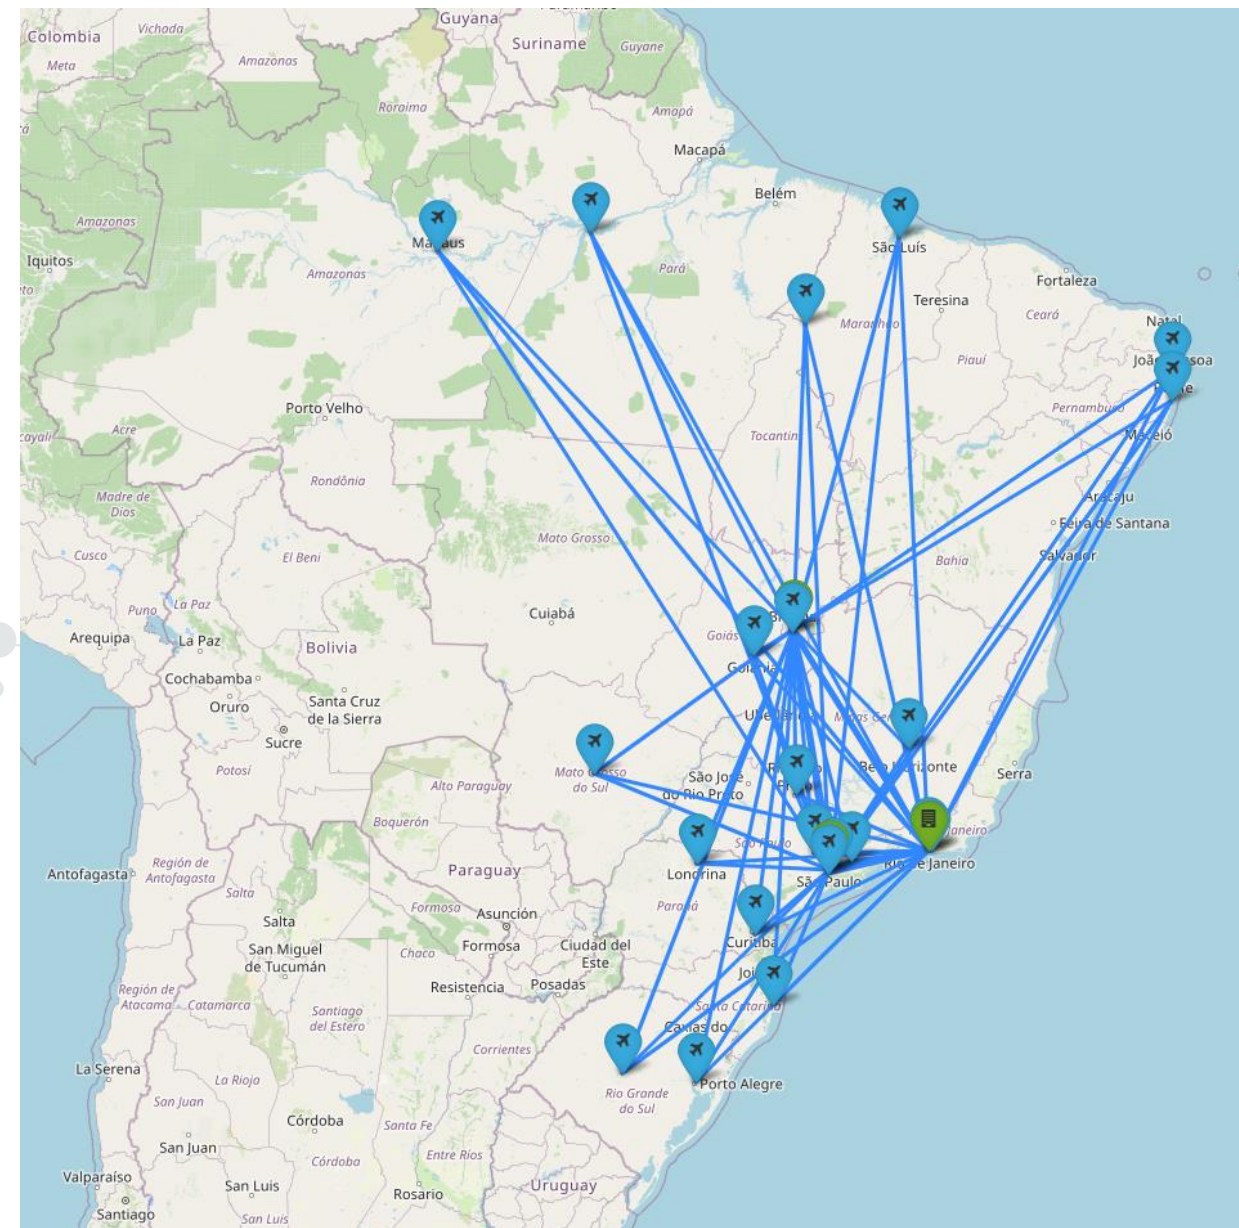 Guyana
Vichada
Colombia
Suriname
Guyane
Meta
Amazonas
Roraima
Amapá
Macapá
Belém
Amazonas
Iquitos
São Luís
Amazonas
Pará
Fortaleza
Teresina
Maranhão
Ceará
Natal
Piauí
Porto Velho
Pernambuco
Acre
Tocantins
Maceió
Rondônia
Madre de
Dios
Aracaju
Feira de Santana
Mato Grosso
Cusco
El Beni
Bahia
Salvador
Puno
La Paz
Cuiabá
Arequipa
La Paz
Bolivia
Goiás
Goiânia
Cochabamba
Oruro
Santa Cruz
de la Sierra
Sucre
Potosí
Mato Grosso
do Sul
São José
do Rio Preto
Belo Horizonte
Serra
Alto Paraguay
Boquerón
São Paulo
Rio de Janeiro
Antofagasta
Región de
Antofagasta
Salta
Paraguay
Londrina
São Paulo
Formosa
Asunción
Paraná
Salta
San Miguel
de Tucumán
Chaco
Formosa
Ciudad del
Este
Curitiba
Resistencia
Posadas
Región de
Atacama
Catamarca
Santiago
del Estero
Santa Catarina
Caxias do
Corrientes
La Serena
La Rioja
Rio Grande
do Sul
Porto Alegre
San Juan
Córdoba
Santa Fe
San Juan
Córdoba
Entre Ríos
Valparaíso
San Luis
Rosario
Uruguay
Santiago
San Luis